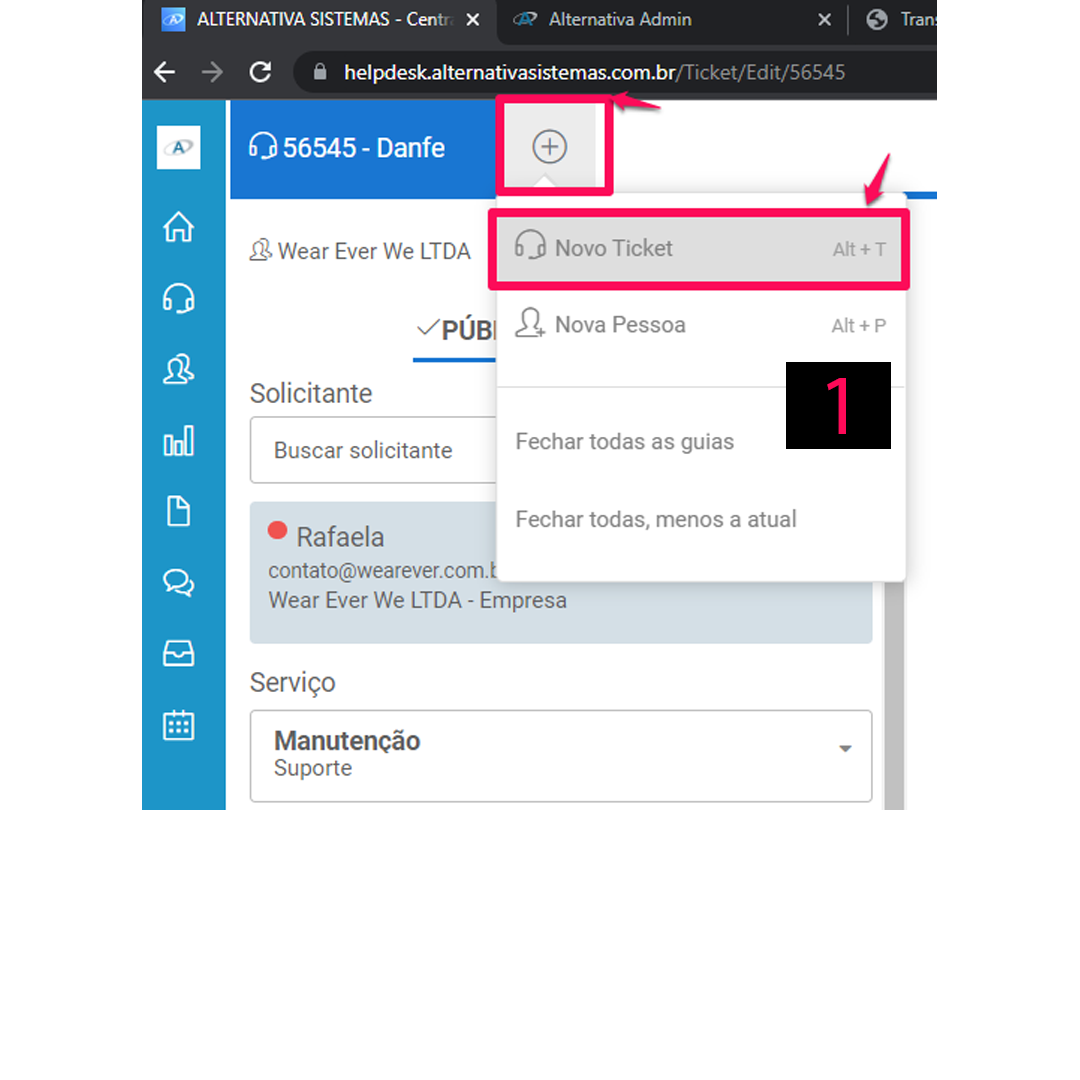 ALTERNATIVA SISTEMAS - Centr
Alternativa Admin
Trans
helpdesk.alternativasistemas.com.br/Ticket/Edit/56545
A
56545 - Danfe
Novo Ticket Alt + T
Wear Ever We LTDA
Nova Pessoa Alt + P
PÚBL
Solicitante
1
Fechar todas as guias
Buscar solicitante
Fechar todas, menos a atual
Rafaela
contato@wearever.com.b
Wear Ever We LTDA - Empresa
Serviço
Manutenção
Suporte